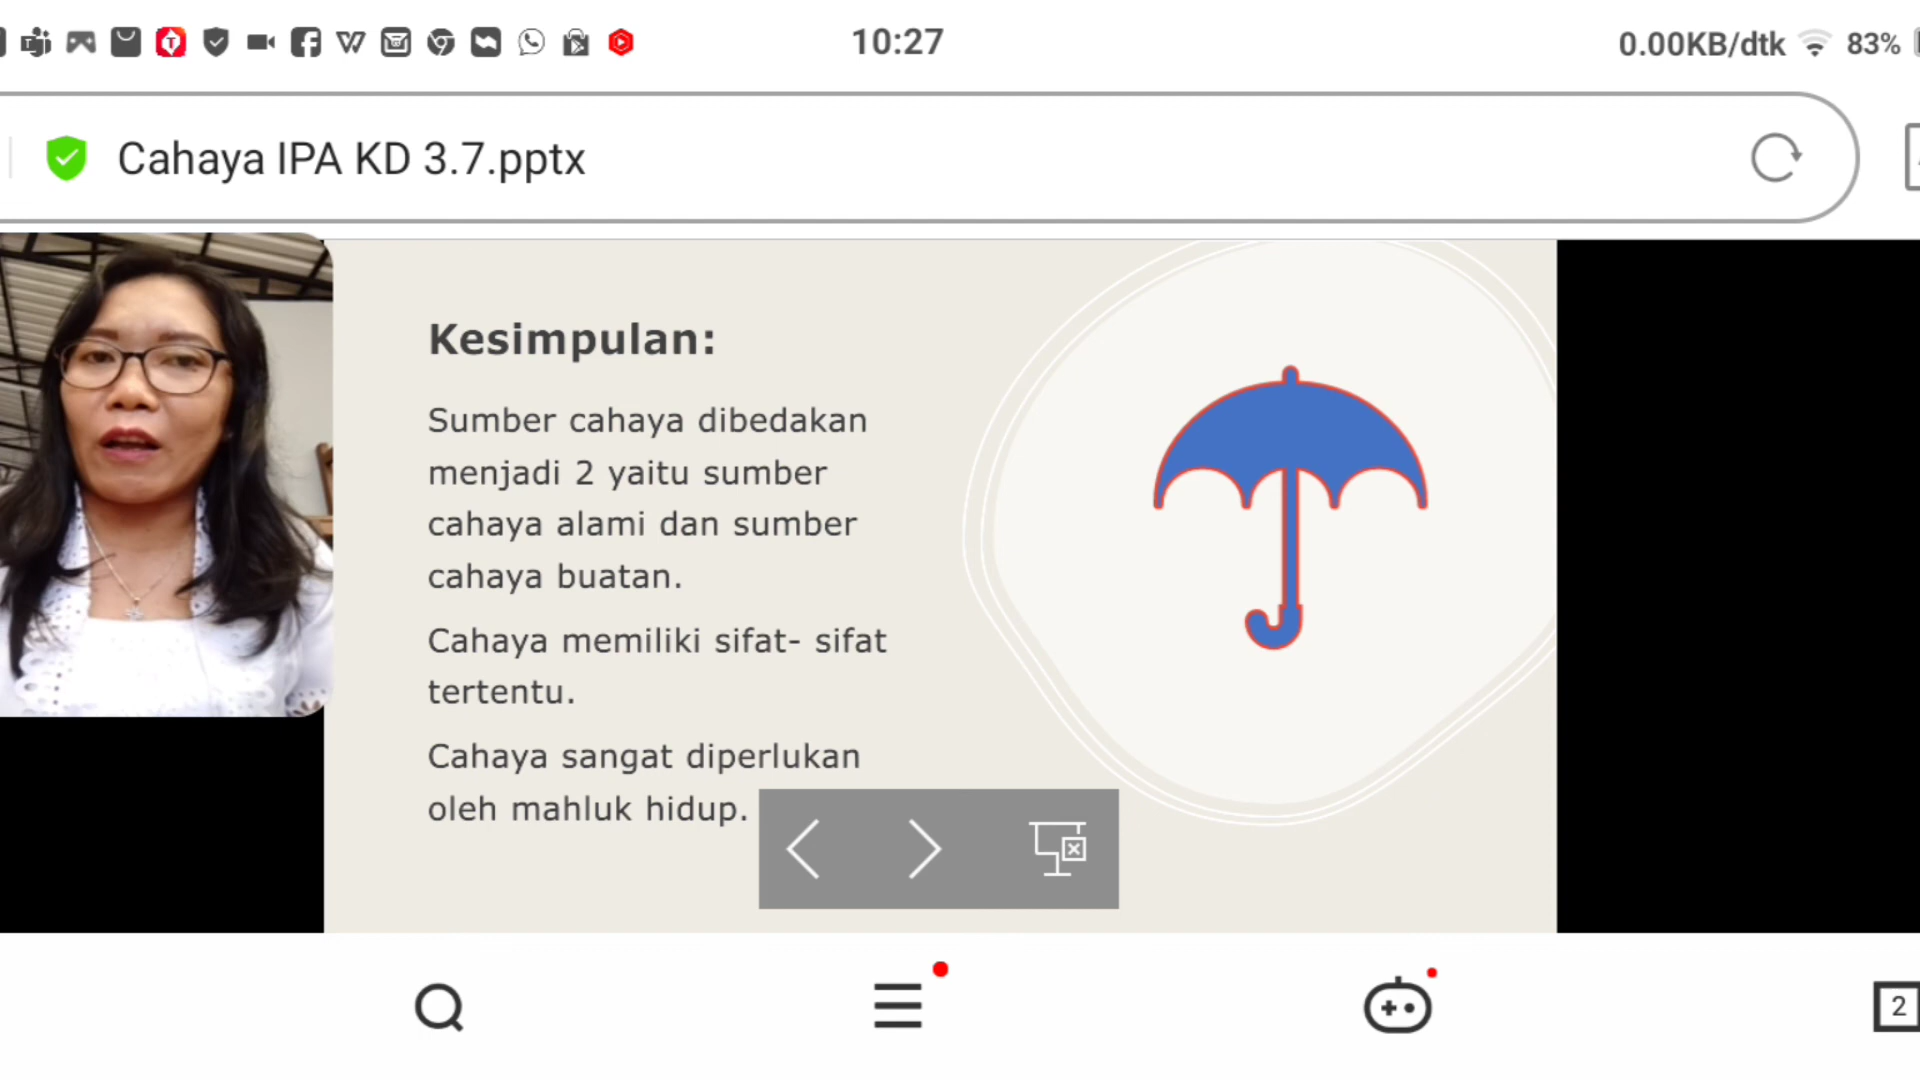 10:27
0.00KB/dtk
83%
Cahaya IPA KD 3.7.pptx
Kesimpulan:
Sumber cahaya dibedakan
menjadi 2 yaitu sumber
cahaya alami dan sumber
cahaya buatan.
Cahaya memiliki sifat- sifat
tertentu.
Cahaya sangat diperlukan
oleh mahluk hidup.
2